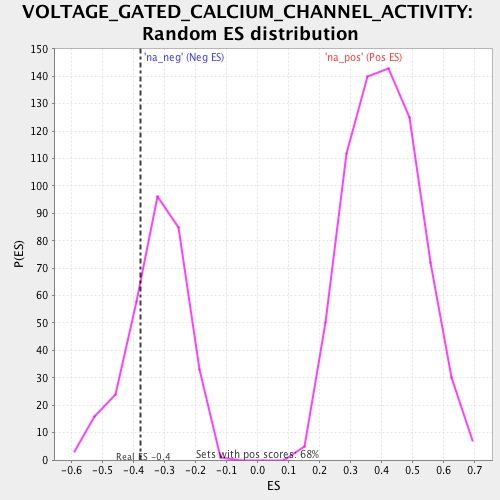 VOLTAGE_GATED_CALCIUM_CHANNEL_ACTIVITY:
Random ES distribution
'na_neg' (Neg ES)
'na_pos' (Pos ES)
150
140
130
120
110
100
90
80
70
60
50
40
30
20
10
0
P(ES)
Real ES -0.4
Sets with pos scores: 68%
-0.6 -0.5 -0.4 -0.3 -0.2 -0.1 0.0 0.1 0.2 0.3 0.4 0.5 0.6 0.7
ES